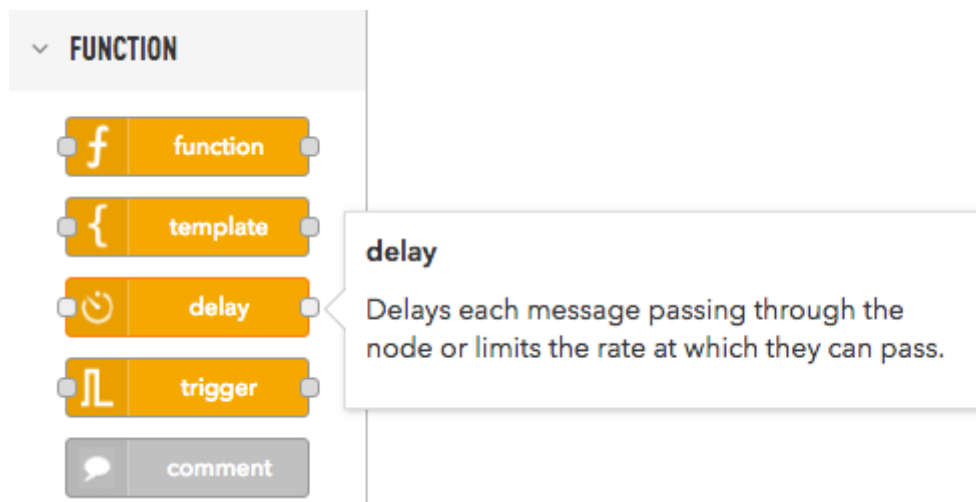 FUNCTION
function
template
delay
trigger
comment
delay
Delays each message passing through the
node or limits the rate at which they can pass.